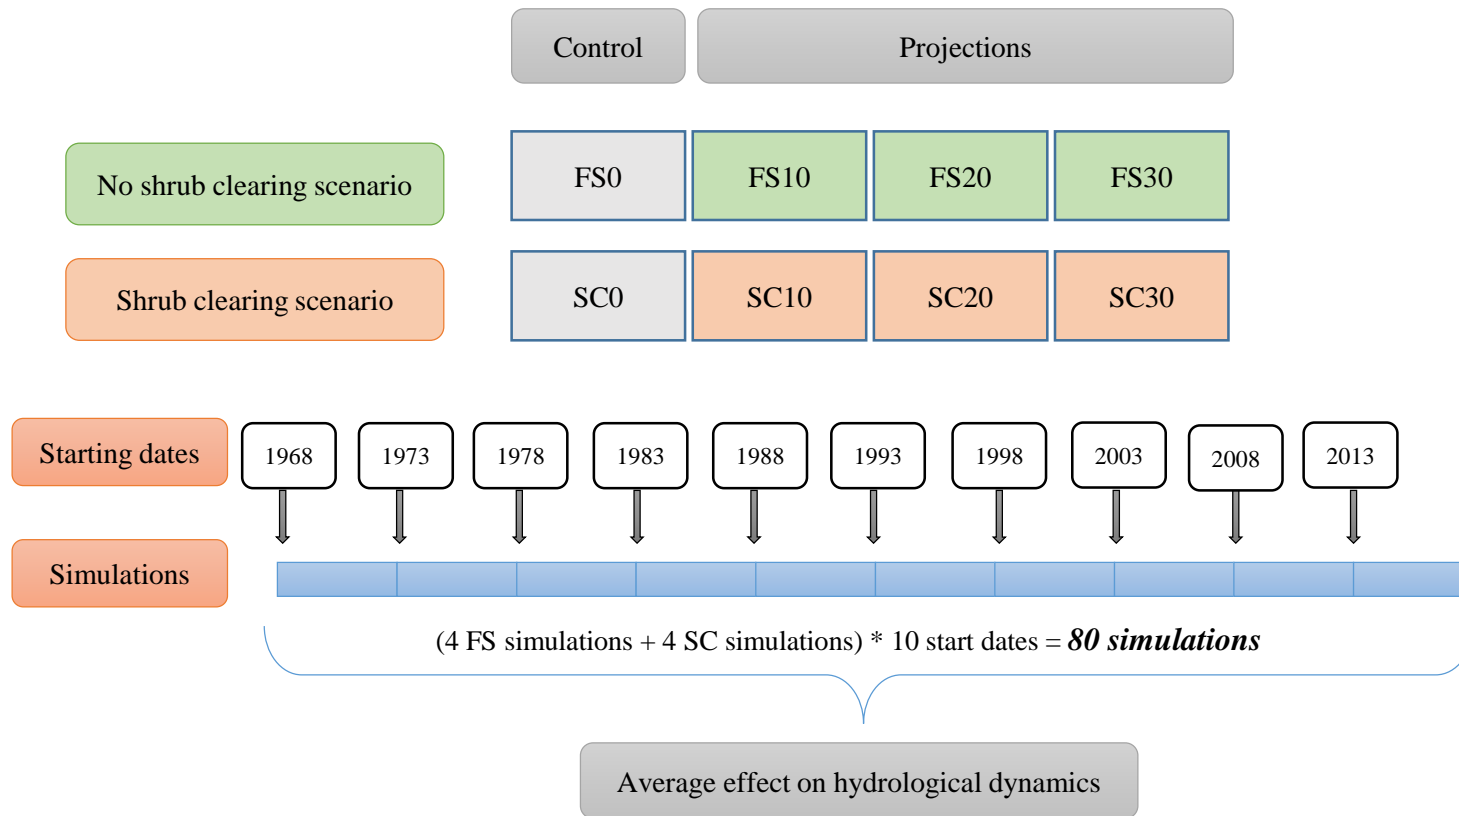 Control Projections
No shrub clearing scenario FS0 FS10 FS20 FS30
Shrub clearing scenario SC0 SC10 SC20 SC30
Starting dates 1968 1973 1978 1983 1988 1993 1998 2003 2008 2013
Simulations
(4 FS simulations + 4 SC simulations) * 10 start dates = 80 simulations
Average effect on hydrological dynamics